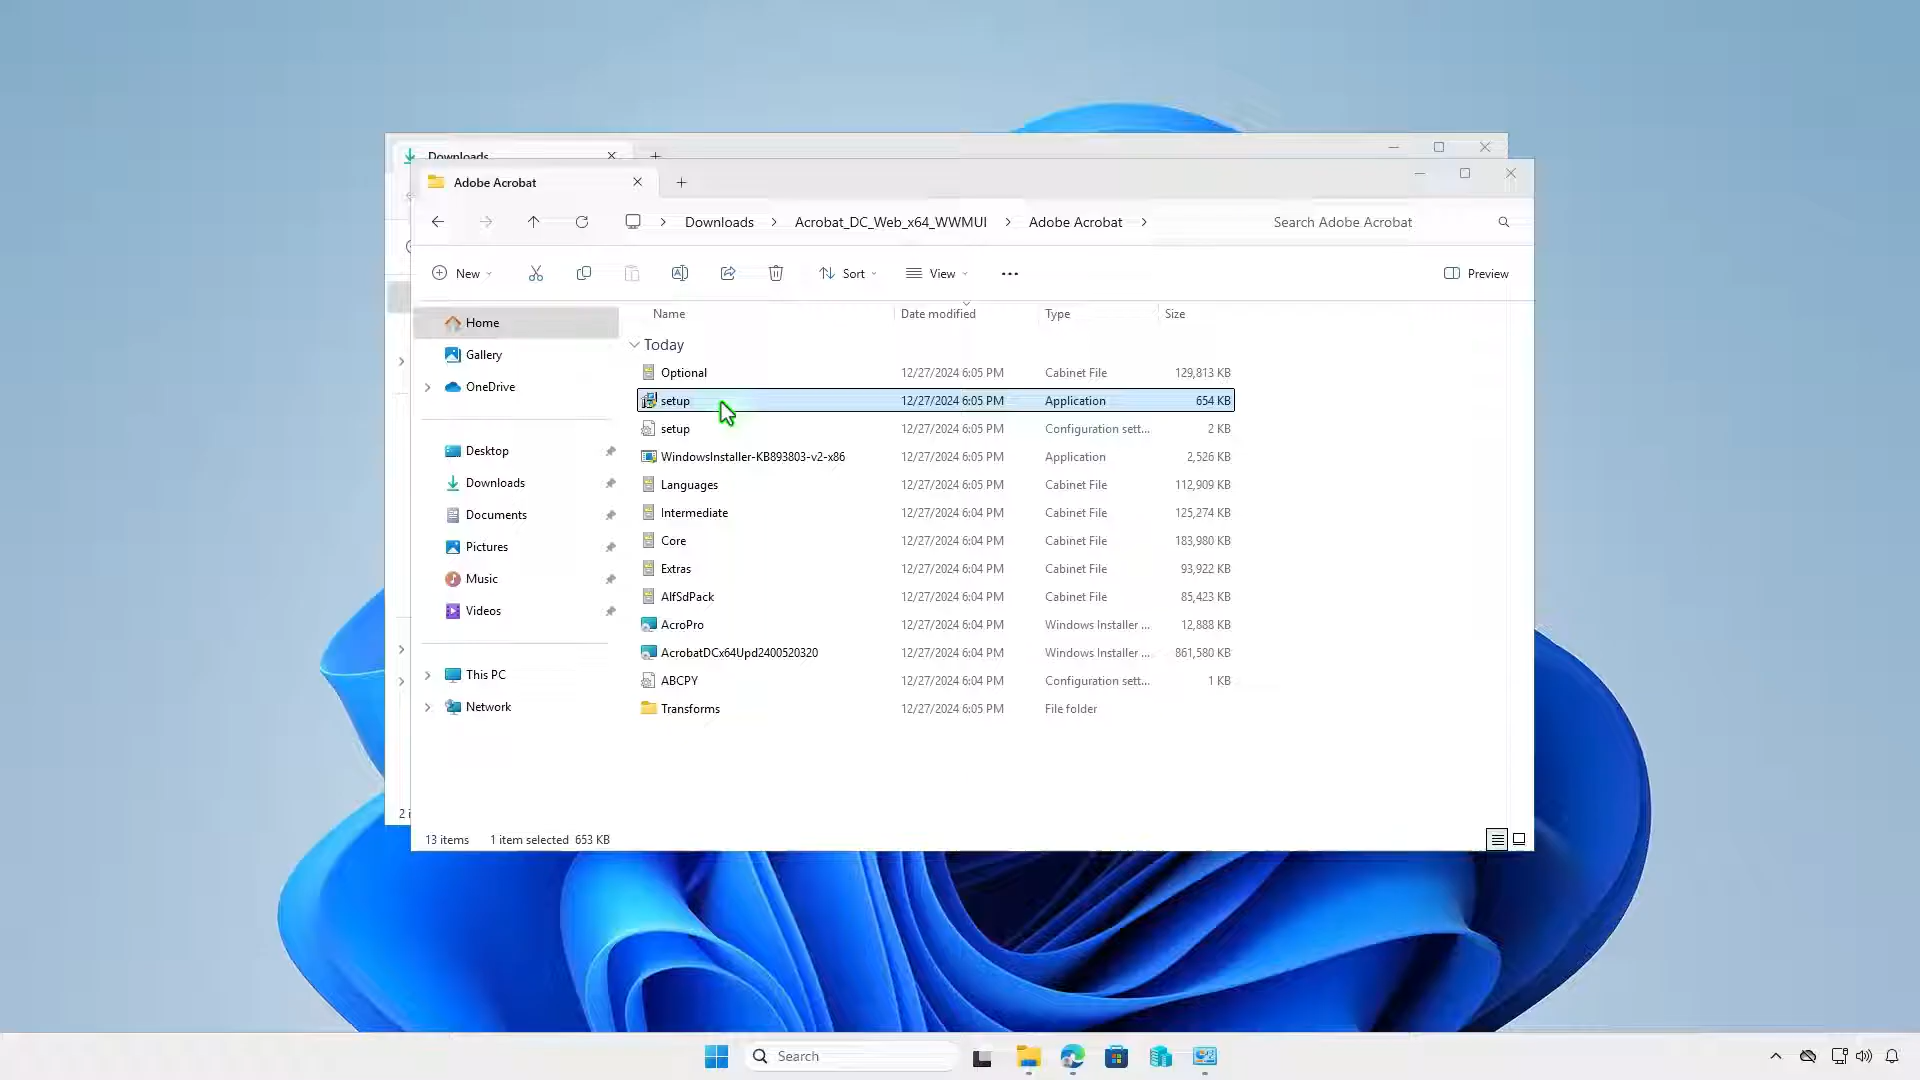 Downloads
Adobe Acrobat
Downloads Acrobat_DC_Web_x64_WWMUI Adobe Acrobat Search Adobe Acrobat
New Sort View Preview
Home
Gallery
OneDrive
Desktop
Downloads
Documents
Pictures
Music
Videos
This PC
Network
Name Date modified Type Size
Today
Optional 12/27/2024 6:05 PM Cabinet File 129,813 KB
setup 12/27/2024 6:05 PM Application 654 KB
setup 12/27/2024 6:05 PM Configuration sett... 2 KB
WindowsInstaller-KB893803-v2-x86 12/27/2024 6:05 PM Application 2,526 KB
Languages 12/27/2024 6:05 PM Cabinet File 112,909 KB
Intermediate 12/27/2024 6:04 PM Cabinet File 125,274 KB
Core 12/27/2024 6:04 PM Cabinet File 183,980 KB
Extras 12/27/2024 6:04 PM Cabinet File 93,922 KB
AlfSdPack 12/27/2024 6:04 PM Cabinet File 85,423 KB
AcroPro 12/27/2024 6:04 PM Windows Installer ... 12,888 KB
AcrobatDCx64Upd2400520320 12/27/2024 6:04 PM Windows Installer ... 861,580 KB
ABCPY 12/27/2024 6:04 PM Configuration sett... 1 KB
Transforms 12/27/2024 6:05 PM File folder
2 i
13 items 1 item selected 653 KB
Search